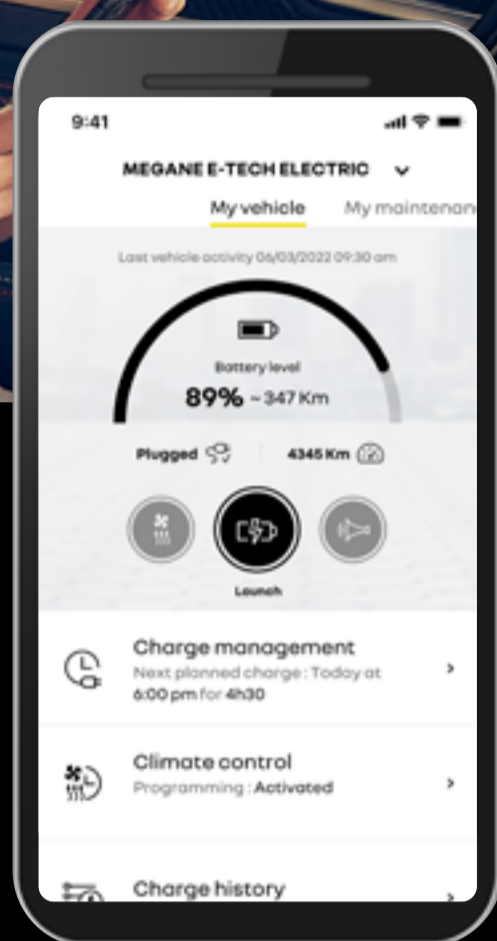 9:41
MEGANE E-TECH ELECTRIC
My vehicle My maintenan
Last vehicle activity 06/03/2022 09:30 am
Battery level
89% ~ 347 Km
Plugged 4345 Km
Launch
Charge management
Next planned charge : Today at
6:00 pm for 4h30
Climate control
Programming : Activated
Charge history